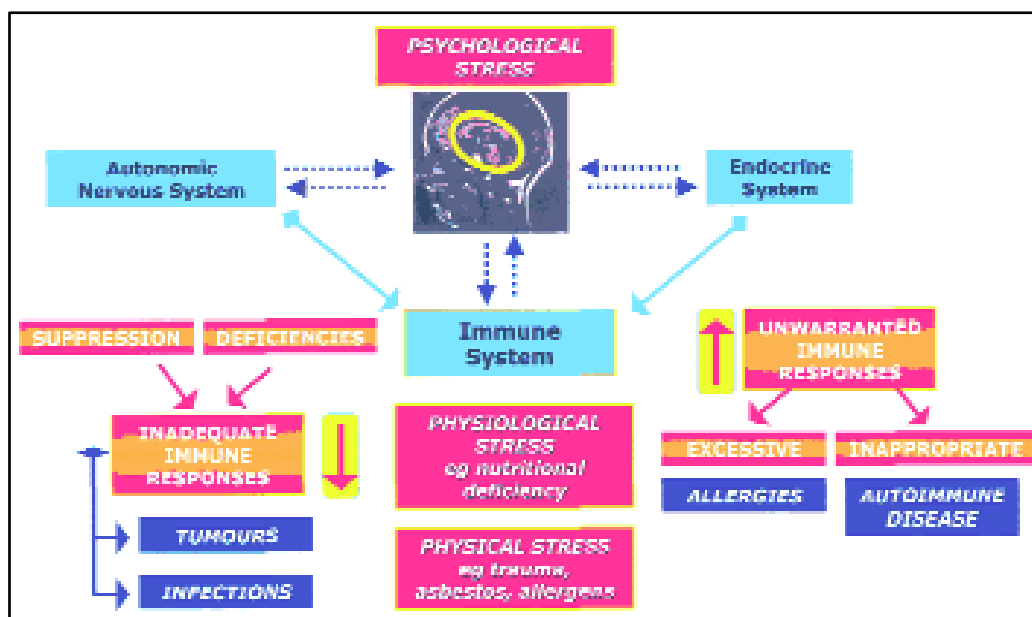 PSYCHOLOGICAL
STRESS
Autonomic
Nervous System
Endocrine
System
Immune
System
SUPPRESSION
DEFICIENCIES
INADEQUATE
IMMUNE
RESPONSES
TUMOURS
INFECTIONS
PHYSIOLOGICAL
STRESS
eg nutritional
deficiency
PHYSICAL STRESS
eg trauma,
asbestos, allergens
UNWARRANTED
IMMUNE
RESPONSES
EXCESSIVE
INAPPROPRIATE
ALLERGIES
AUTOIMMUNE
DISEASE